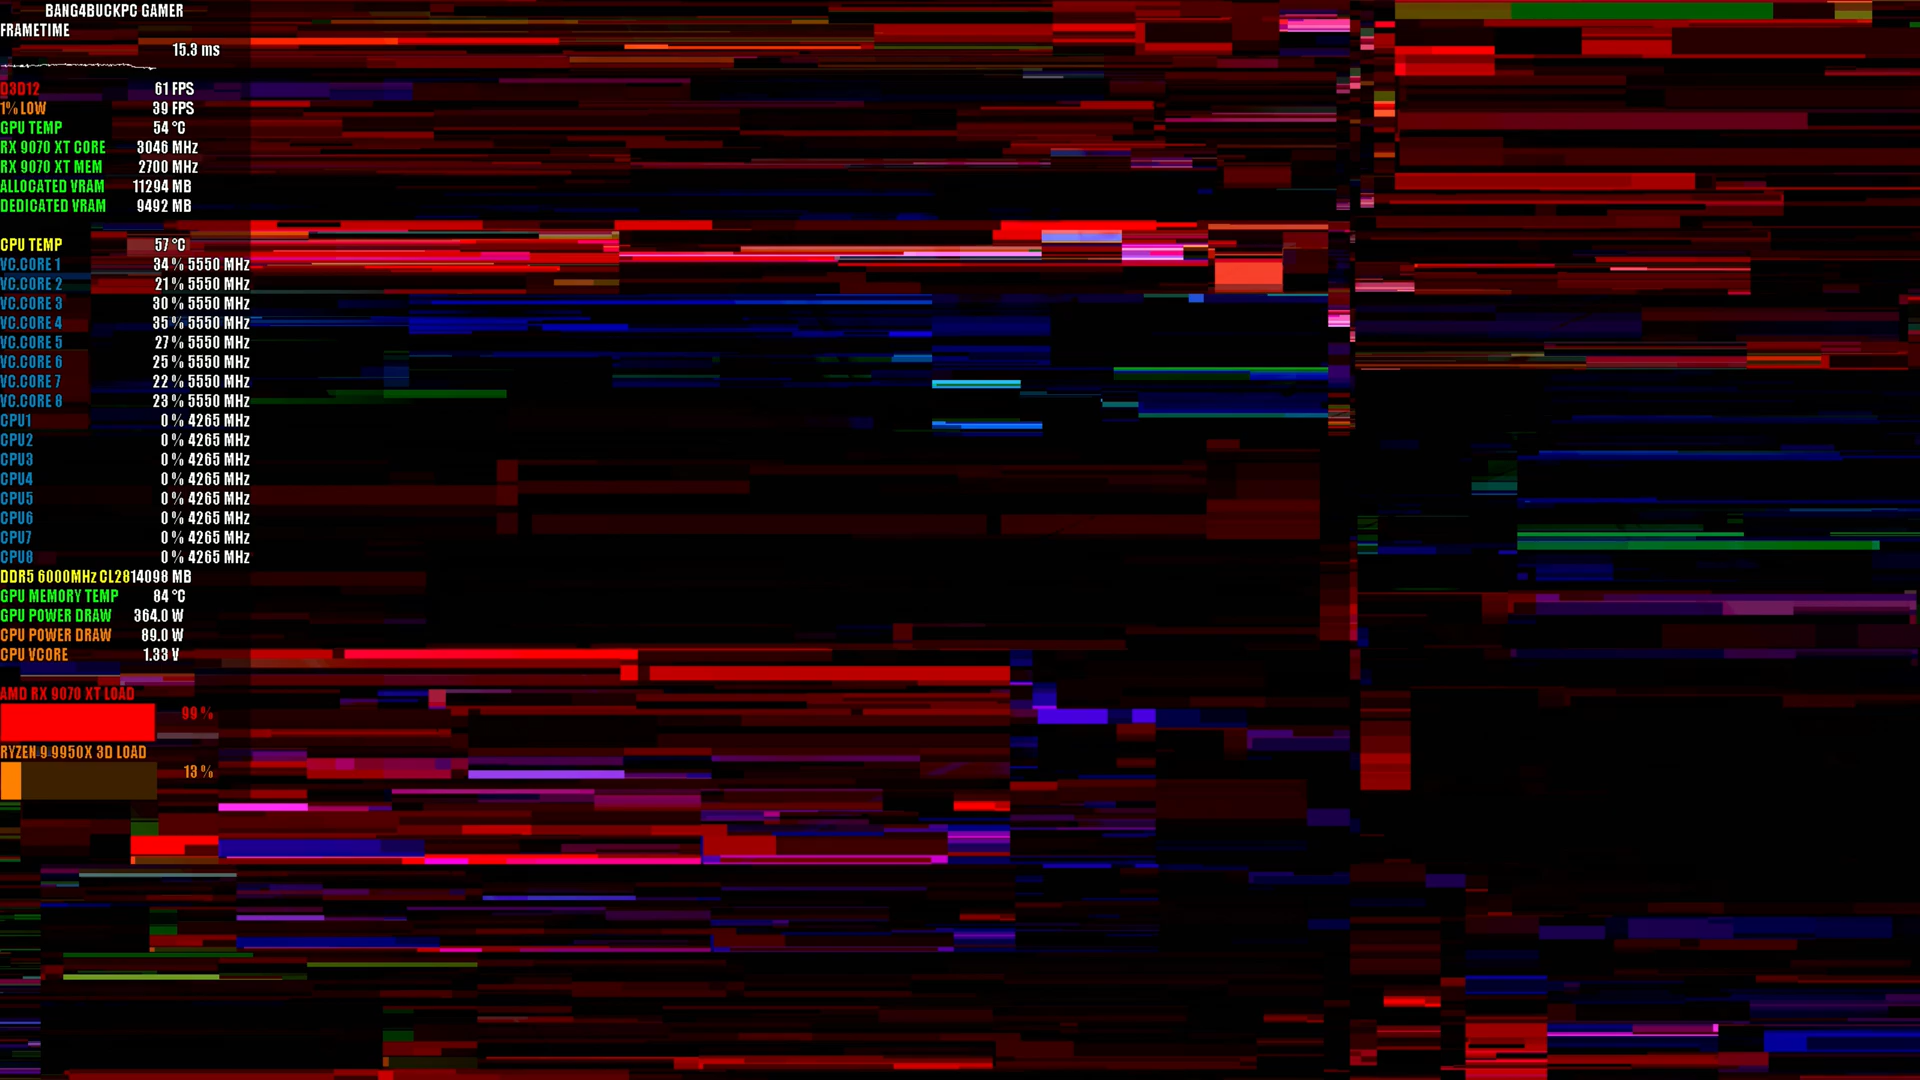 BANG4BUCKPC GAMER
FRAMETIME
15.3 ms
D3D12 61 FPS
1% LOW 39 FPS
GPU TEMP 54 °C
RX 9070 XT CORE 3046 MHz
RX 9070 XT MEM 2700 MHz
ALLOCATED VRAM 11294 MB
DEDICATED VRAM 9492 MB
CPU TEMP 57 °C
VC.CORE 1 34 % 5550 MHz
VC.CORE 2 21 % 5550 MHz
VC.CORE 3 30 % 5550 MHz
VC.CORE 4 35 % 5550 MHz
VC.CORE 5 27 % 5550 MHz
VC.CORE 6 25 % 5550 MHz
VC.CORE 7 22 % 5550 MHz
VC.CORE 8 23 % 5550 MHz
CPU1 0 % 4265 MHz
CPU2 0 % 4265 MHz
CPU3 0 % 4265 MHz
CPU4 0 % 4265 MHz
CPU5 0 % 4265 MHz
CPU6 0 % 4265 MHz
CPU7 0 % 4265 MHz
CPU8 0 % 4265 MHz
DDR5 6000MHz CL28 14098 MB
GPU MEMORY TEMP 84 °C
GPU POWER DRAW 364.0 W
CPU POWER DRAW 89.0 W
CPU VCORE 1.33 V
AMD RX 9070 XT LOAD
99 %
RYZEN 9 9950X 3D LOAD
13 %